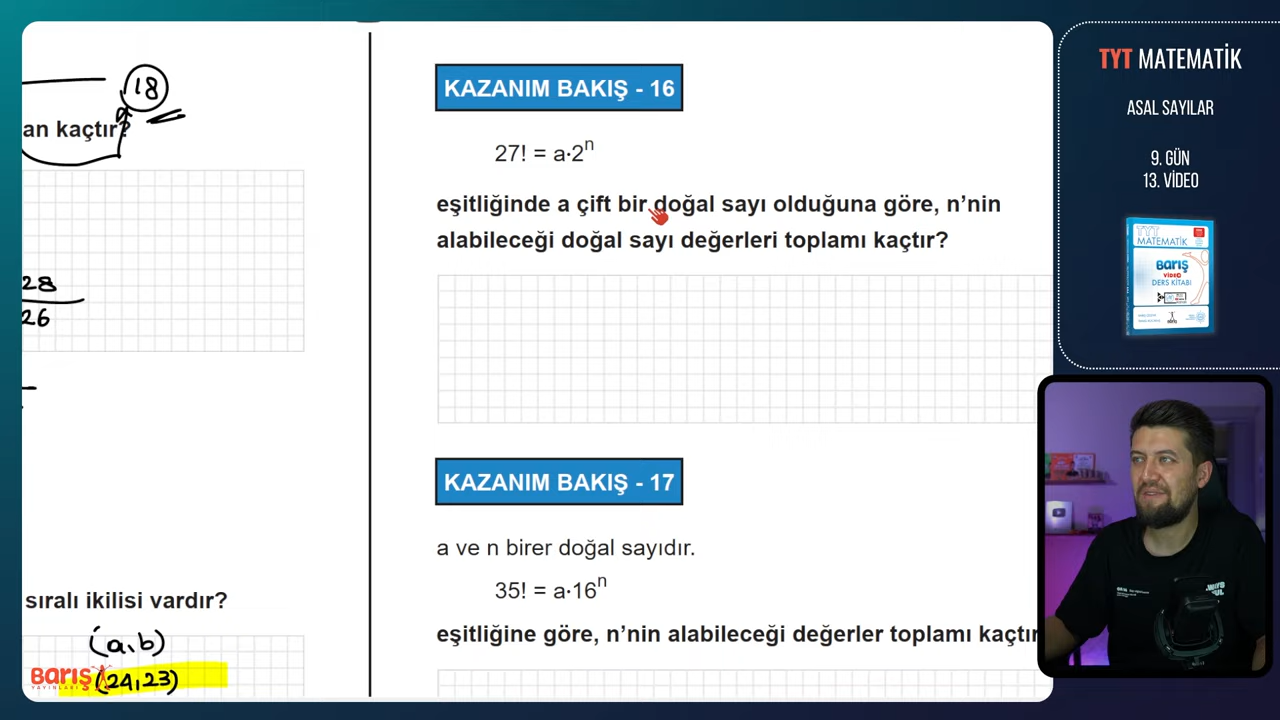 18
an kaçtır?
28
26
sıralı ikilisi vardır?
(a,b)
(24,23)
BARIŞ
YAYINLARI
KAZANIM BAKIŞ - 16
27! = a·2ⁿ
eşitliğinde a çift bir doğal sayı olduğuna göre, n’nin
alabileceği doğal sayı değerleri toplamı kaçtır?
KAZANIM BAKIŞ - 17
a ve n birer doğal sayıdır.
35! = a·16ⁿ
eşitliğine göre, n’nin alabileceği değerler toplamı kaçtır
TYT MATEMATİK
ASAL SAYILAR
9. GÜN
13. VİDEO
TYT
MATEMATİK
BARIŞ
VİDEO
DERS KİTABI